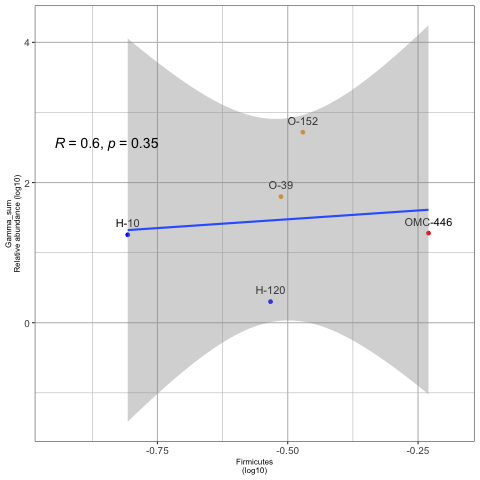 4
O-152
R = 0.6, p = 0.35
O-39
2
H-10
OMC-446
H-120
0
Gamma_sum
Relative abundance (log10)
-0.75
-0.50
-0.25
Firmicutes
(log10)